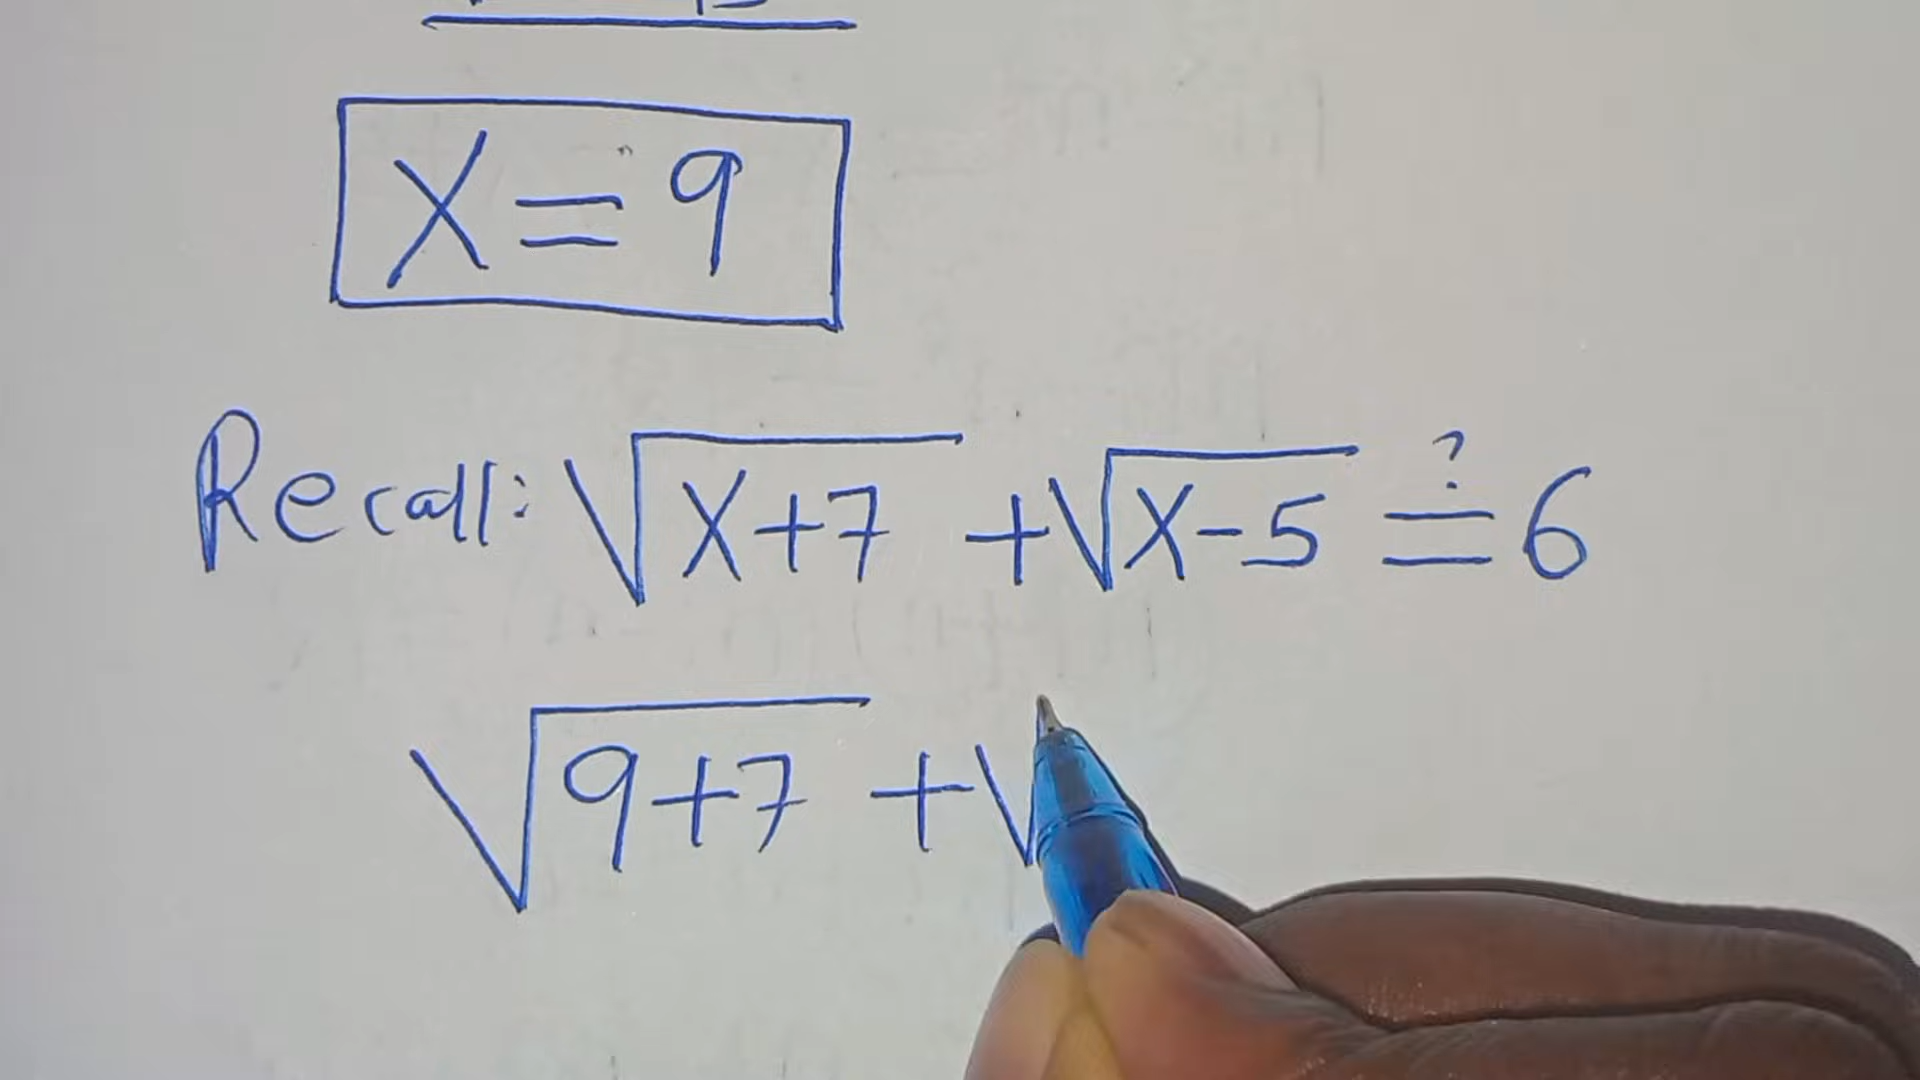 X = 9
Recall: √(X+7) + √(X-5) ≟ 6
√(9+7) + √